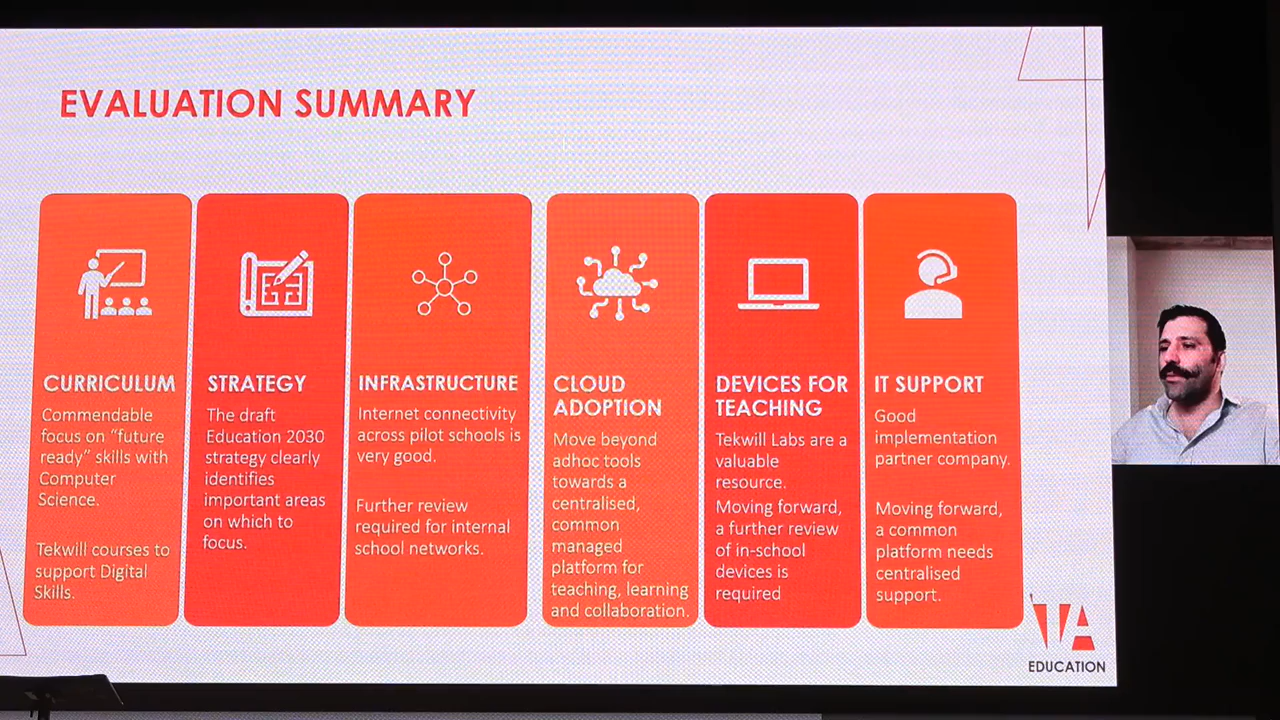 EVALUATION SUMMARY
CURRICULUM
Commendable
focus on “future
ready” skills with
Computer
Science.
Tekwill courses to
support Digital
Skills.
STRATEGY
The draft
Education 2030
strategy clearly
identifies
important areas
on which to
focus.
INFRASTRUCTURE
Internet connectivity
across pilot schools is
very good.
Further review
required for internal
school networks.
CLOUD
ADOPTION
Move beyond
adhoc tools
towards a
centralised,
common
managed
platform for
teaching, learning
and collaboration.
DEVICES FOR
TEACHING
Tekwill Labs are a
valuable
resource.
Moving forward,
a further review
of in-school
devices is
required
IT SUPPORT
Good
implementation
partner company.
Moving forward,
a common
platform needs
centralised
support.
EDUCATION